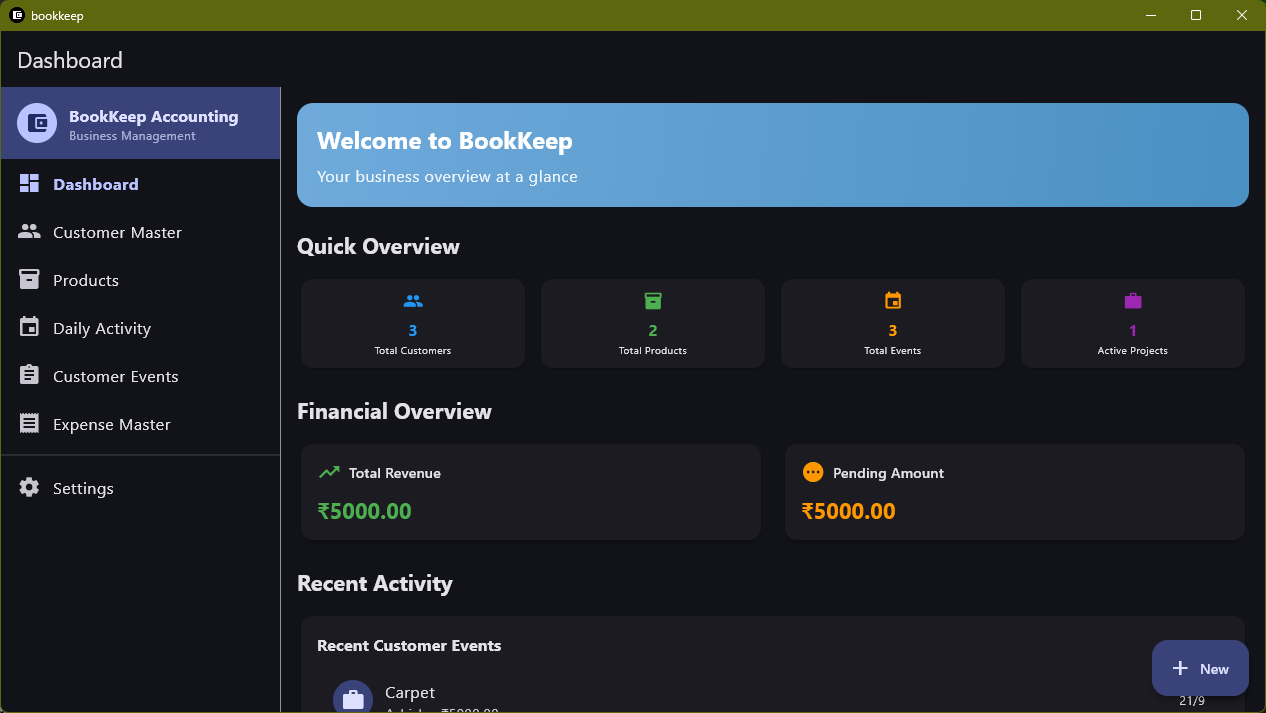 bookkeep
Dashboard
BookKeep Accounting
Business Management
Dashboard
Customer Master
Products
Daily Activity
Customer Events
Expense Master
Settings
Welcome to BookKeep
Your business overview at a glance
Quick Overview
3
Total Customers
2
Total Products
3
Total Events
1
Active Projects
Financial Overview
Total Revenue
₹5000.00
Pending Amount
₹5000.00
Recent Activity
Recent Customer Events
Carpet
₹5000.00
21/9
New